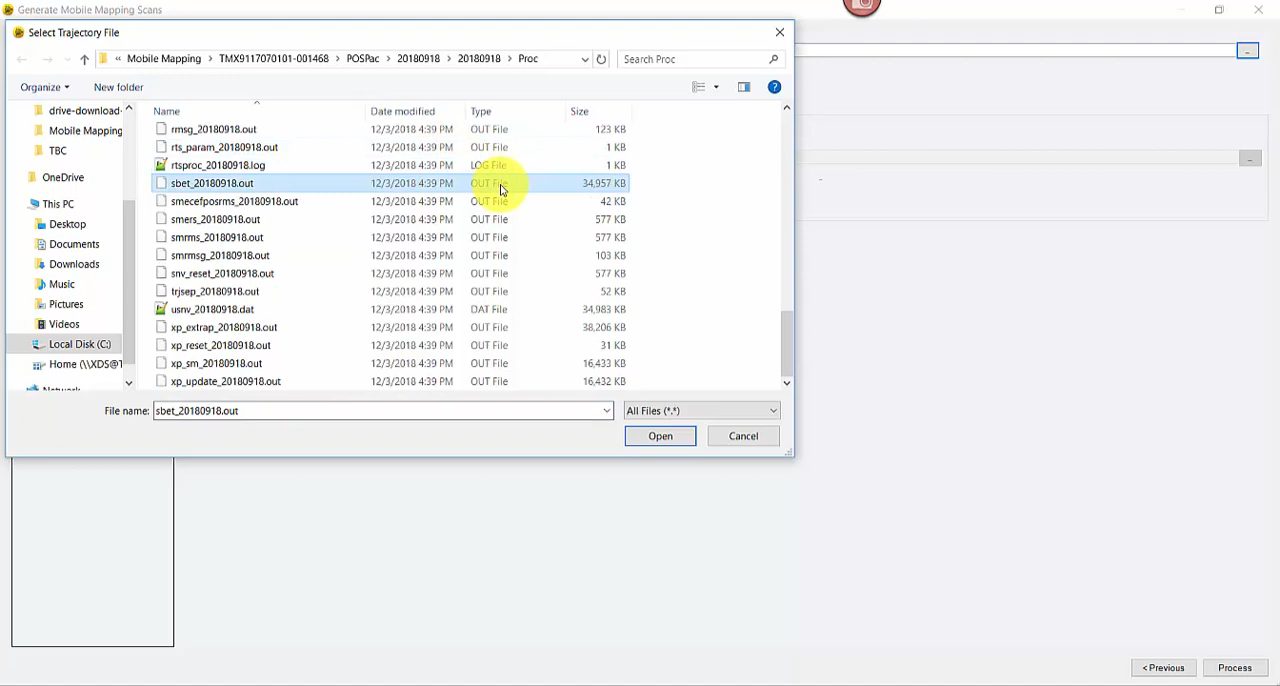 Generate Mobile Mapping Scans
Select Trajectory File
« Mobile Mapping > TMX9117070101-001468 > POSPac > 20180918 > 20180918 > Proc
Search Proc
Organize
New folder
drive-download-
Mobile Mapping
TBC
OneDrive
This PC
Desktop
Documents
Downloads
Music
Pictures
Videos
Local Disk (C:)
Home (\\XDS@T
Network
Name Date modified Type Size
rmsg_20180918.out 12/3/2018 4:39 PM OUT File 123 KB
rts_param_20180918.out 12/3/2018 4:39 PM OUT File 1 KB
rtsproc_20180918.log 12/3/2018 4:39 PM LOG File 1 KB
sbet_20180918.out 12/3/2018 4:39 PM OUT File 34,957 KB
smecefposrms_20180918.out 12/3/2018 4:39 PM OUT File 42 KB
smers_20180918.out 12/3/2018 4:39 PM OUT File 577 KB
smrms_20180918.out 12/3/2018 4:39 PM OUT File 577 KB
smrmsg_20180918.out 12/3/2018 4:39 PM OUT File 103 KB
snv_reset_20180918.out 12/3/2018 4:39 PM OUT File 577 KB
trjsep_20180918.out 12/3/2018 4:39 PM OUT File 52 KB
usnv_20180918.dat 12/3/2018 4:39 PM DAT File 34,983 KB
xp_extrap_20180918.out 12/3/2018 4:39 PM OUT File 38,206 KB
xp_reset_20180918.out 12/3/2018 4:39 PM OUT File 31 KB
xp_sm_20180918.out 12/3/2018 4:39 PM OUT File 16,433 KB
xp_update_20180918.out 12/3/2018 4:39 PM OUT File 16,432 KB
File name: sbet_20180918.out
All Files (*.*)
Open
Cancel
...
...
< Previous
Process